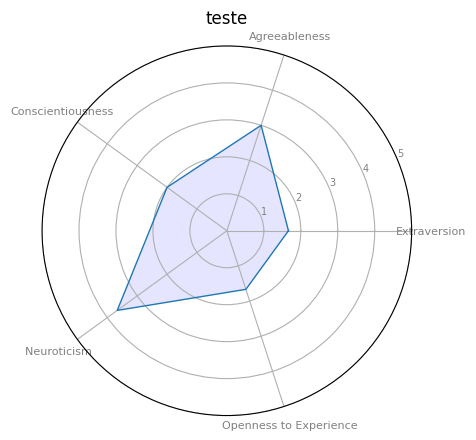 teste
Agreeableness
Conscientiousness
5
4
3
2
1
Extraversion
Neuroticism
Openness to Experience